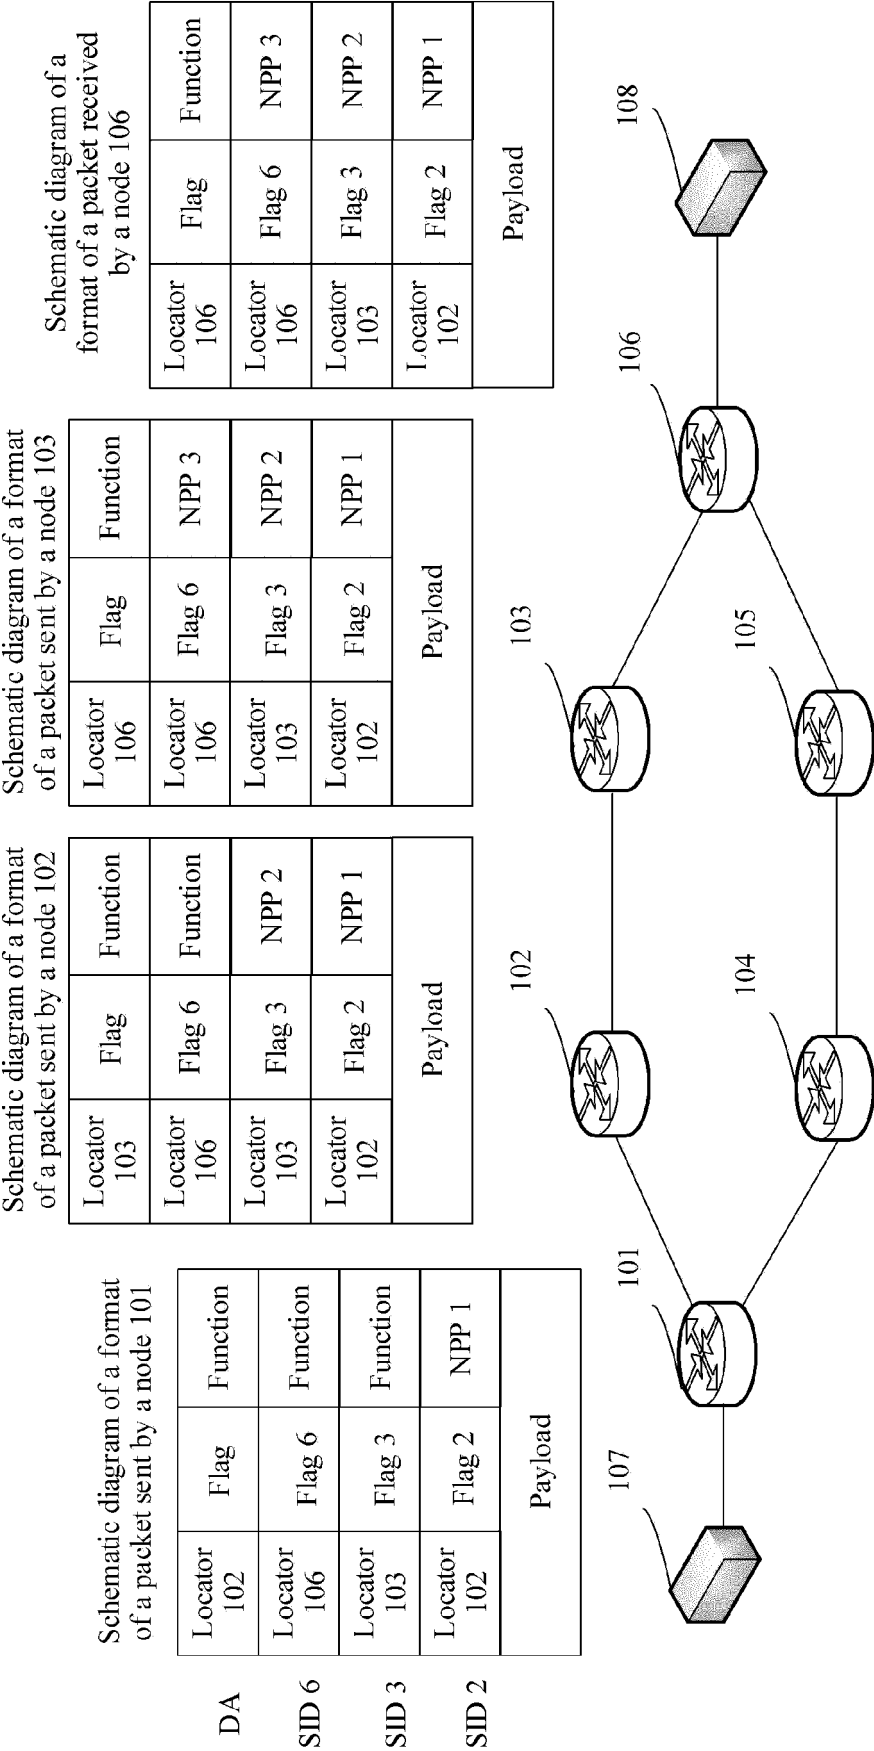 Schematic diagram of a format
of a packet sent by a node 101
DA
Locator
102
Flag
Function
SID 6
Locator
106
Flag 6
Function
SID 3
Locator
103
Flag 3
Function
SID 2
Locator
102
Flag 2
NPP 1
Payload
Schematic diagram of a format
of a packet sent by a node 102
Locator
103
Flag
Function
Locator
106
Flag 6
Function
Locator
103
Flag 3
NPP 2
Locator
102
Flag 2
NPP 1
Payload
Schematic diagram of a format
of a packet sent by a node 103
Locator
106
Flag
Function
Locator
106
Flag 6
NPP 3
Locator
103
Flag 3
NPP 2
Locator
102
Flag 2
NPP 1
Payload
Schematic diagram of a
format of a packet received
by a node 106
Locator
106
Flag
Function
Locator
106
Flag 6
NPP 3
Locator
103
Flag 3
NPP 2
Locator
102
Flag 2
NPP 1
Payload
107
101
102
103
106
108
104
105